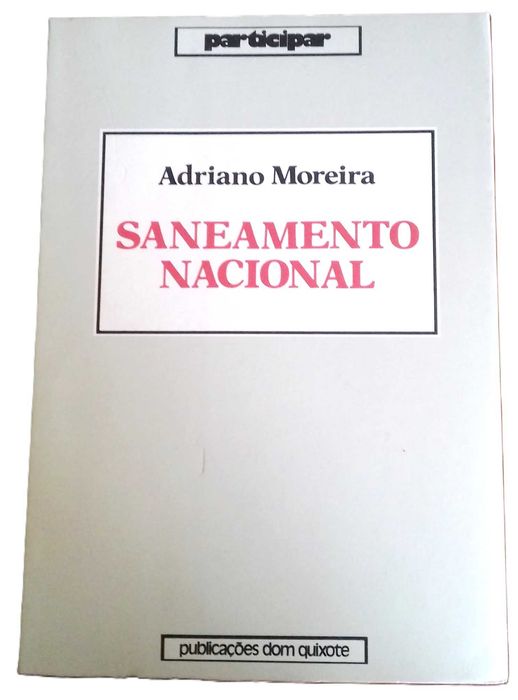 participar
Adriano Moreira
SANEAMENTO
NACIONAL
publicações dom quixote